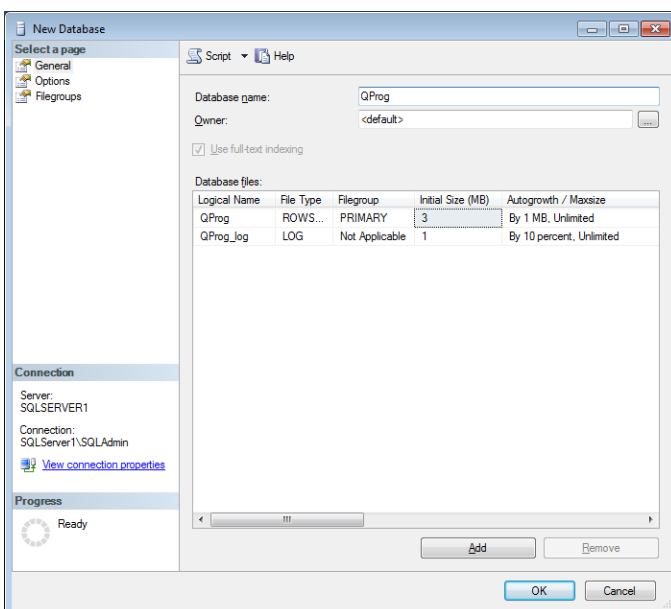 New Database
Select a page
General
Options
Filegroups
Script
Help
Database name:
QProg
Owner:
<default>
...
Use full-text indexing
Database files:
Logical Name File Type Filegroup Initial Size (MB) Autogrowth / Maxsize
QProg ROWS... PRIMARY 3 By 1 MB, Unlimited
QProg_log LOG Not Applicable 1 By 10 percent, Unlimited
Connection
Server:
SQLSERVER1
Connection:
SQLServer1\SQLAdmin
View connection properties
Progress
Ready
Add
Remove
OK
Cancel